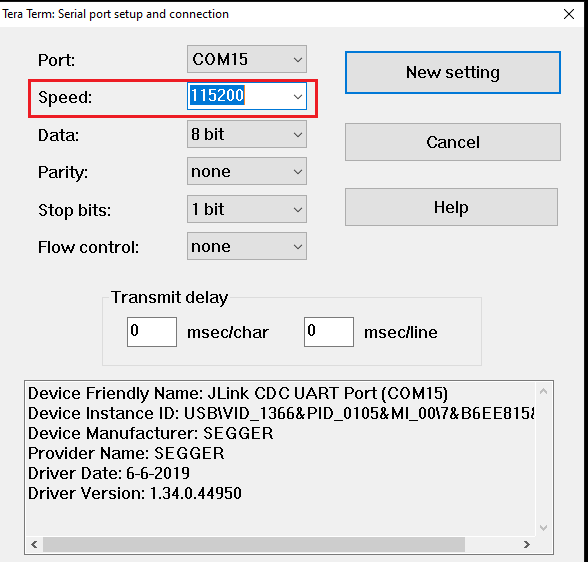 Tera Term: Serial port setup and connection
Port: COM15
New setting
Speed: 115200
Data: 8 bit
Cancel
Parity: none
Stop bits: 1 bit
Help
Flow control: none
Transmit delay
0 msec/char 0 msec/line
Device Friendly Name: JLink CDC UART Port (COM15)
Device Instance ID: USB\VID_1366&PID_0105&MI_00\7&B6EE815&
Device Manufacturer: SEGGER
Provider Name: SEGGER
Driver Date: 6-6-2019
Driver Version: 1.34.0.44950